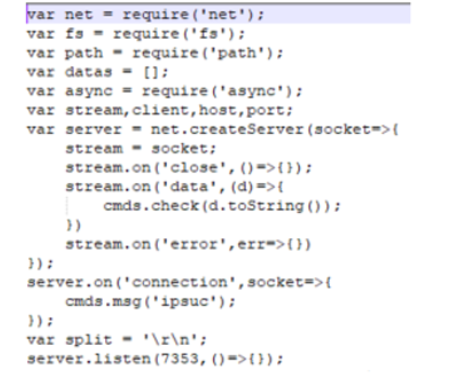 var net = require('net');
var fs = require('fs');
var path = require('path');
var datas = [];
var async = require('async');
var stream,client,host,port;
var server = net.createServer(socket=>{
    stream = socket;
    stream.on('close',()=>{});
    stream.on('data',(d)=>{
        cmds.check(d.toString());
    })
    stream.on('error',err=>{})
});
server.on('connection',socket=>{
    cmds.msg('ipsuc');
});
var split = '\r\n';
server.listen(7353,()=>{});